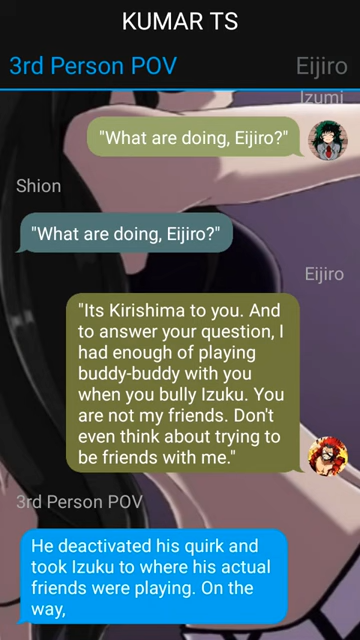 KUMAR TS
3rd Person POV
Eijiro
Izumi
"What are doing, Eijiro?"
Shion
"What are doing, Eijiro?"
Eijiro
"Its Kirishima to you. And
to answer your question, I
had enough of playing
buddy-buddy with you
when you bully Izuku. You
are not my friends. Don't
even think about trying to
be friends with me."
3rd Person POV
He deactivated his quirk and
took Izuku to where his actual
friends were playing. On the
way,